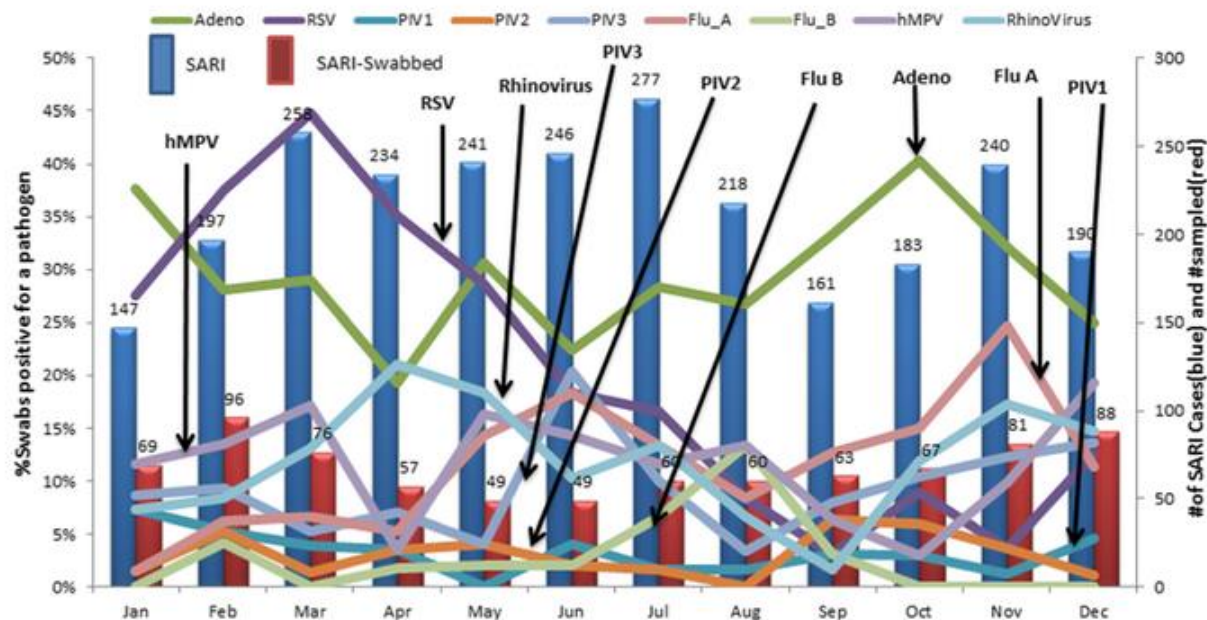 Adeno RSV PIV1 PIV2 PIV3 Flu_A Flu_B hMPV RhinoVirus
SARI SARI-Swabbed
50% 300
45%
40% 250
35%
30% 200
25% 150
20%
15% 100
10%
5% 50
0% 0
%Swabs positive for a pathogen
#of SARI Cases(blue) and #sampled(red)
hMPV
RSV
Rhinovirus
PIV3
PIV2
Flu B
Adeno
Flu A
PIV1
147 197 258 234 241 246 277 218 161 183 240 190
69 96 76 57 49 49 60 60 63 67 81 88
Jan Feb Mar Apr May Jun Jul Aug Sep Oct Nov Dec